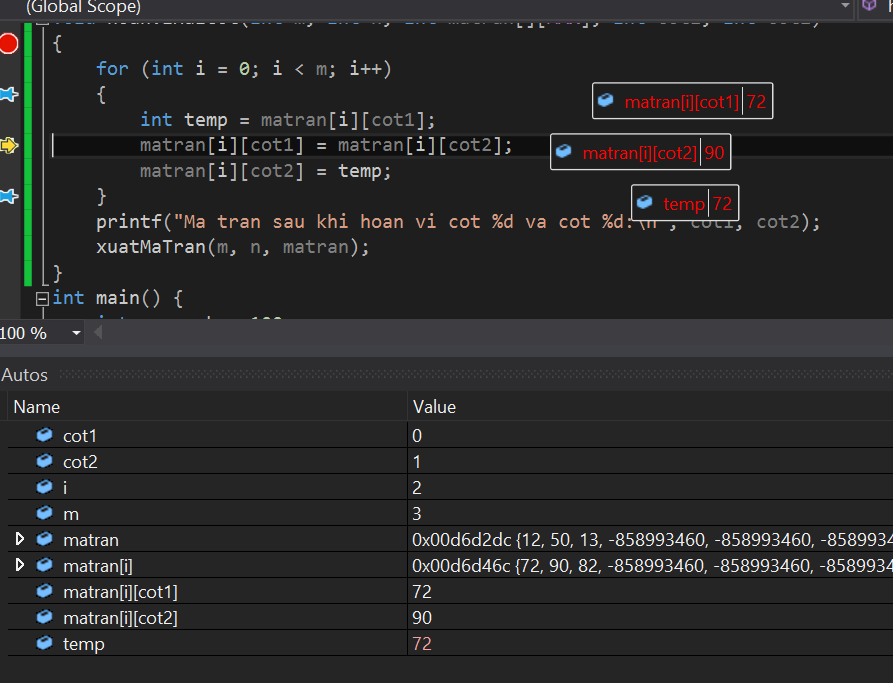 (Global Scope)
{
for (int i = 0; i < m; i++)
{
matran[i][cot1] 72
int temp = matran[i][cot1];
matran[i][cot1] = matran[i][cot2];
matran[i][cot2] 90
matran[i][cot2] = temp;
}
temp 72
printf("Ma tran sau khi hoan vi cot %d va cot %d:\n", cot1, cot2);
xuatMaTran(m, n, matran);
}
int main() {
100 %
Autos
Name Value
cot1 0
cot2 1
i 2
m 3
matran 0x00d6d2dc {12, 50, 13, -858993460, -858993460, -8589934
matran[i] 0x00d6d46c {72, 90, 82, -858993460, -858993460, -8589934
matran[i][cot1] 72
matran[i][cot2] 90
temp 72